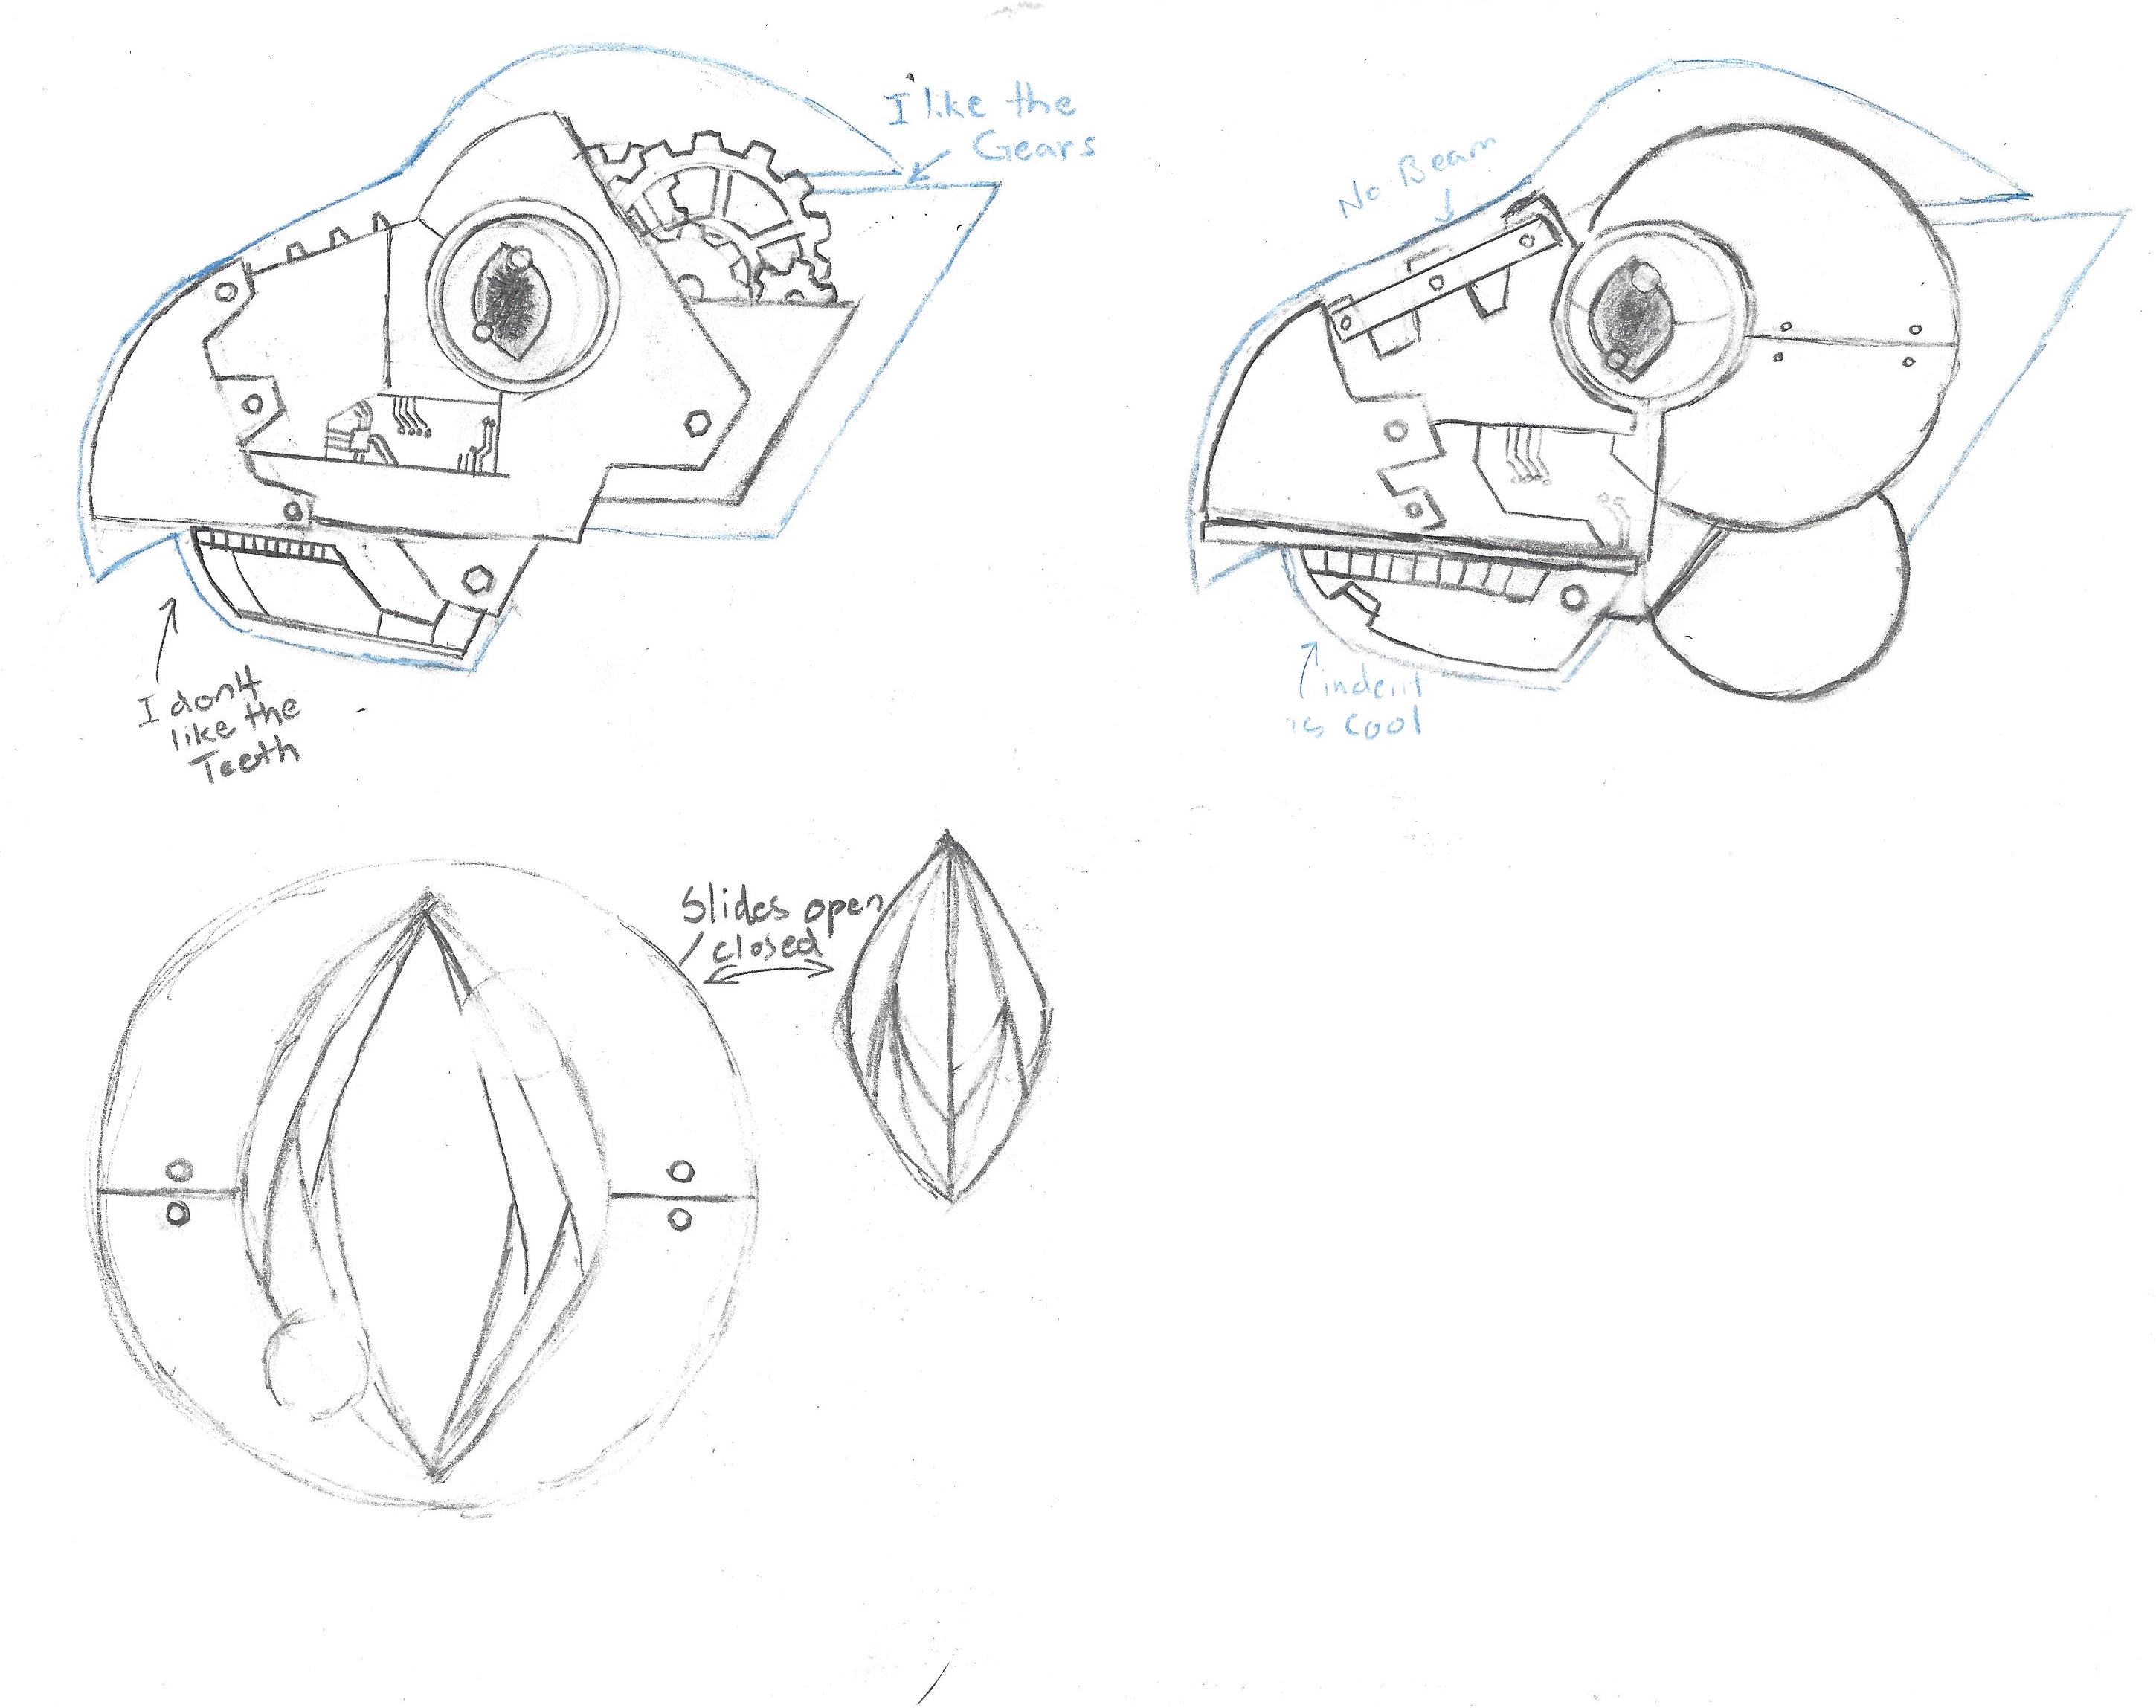 I like the
Gears
No Beam
I don't
like the
Teeth
indent
is cool
Slides open
/ closed